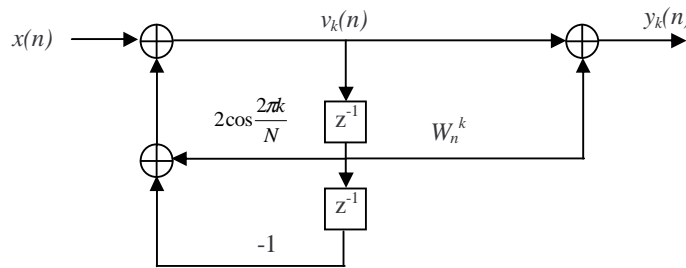 x(n)
v_k(n)
y_k(n)
2cos 2πk/N
z⁻¹
W_n^k
z⁻¹
-1